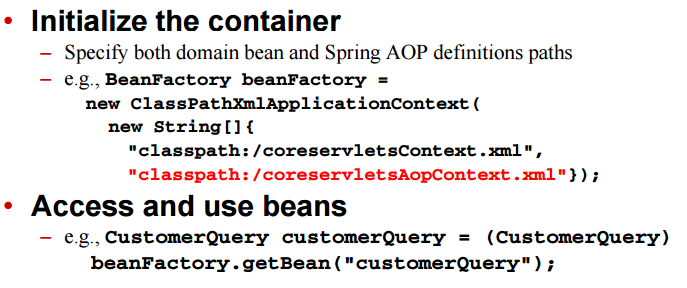 • Initialize the container
– Specify both domain bean and Spring AOP definitions paths
– e.g., BeanFactory beanFactory =
new ClassPathXmlApplicationContext(
new String[]{
"classpath:/coreservletsContext.xml",
"classpath:/coreservletsAopContext.xml"});
• Access and use beans
– e.g., CustomerQuery customerQuery = (CustomerQuery)
beanFactory.getBean("customerQuery");